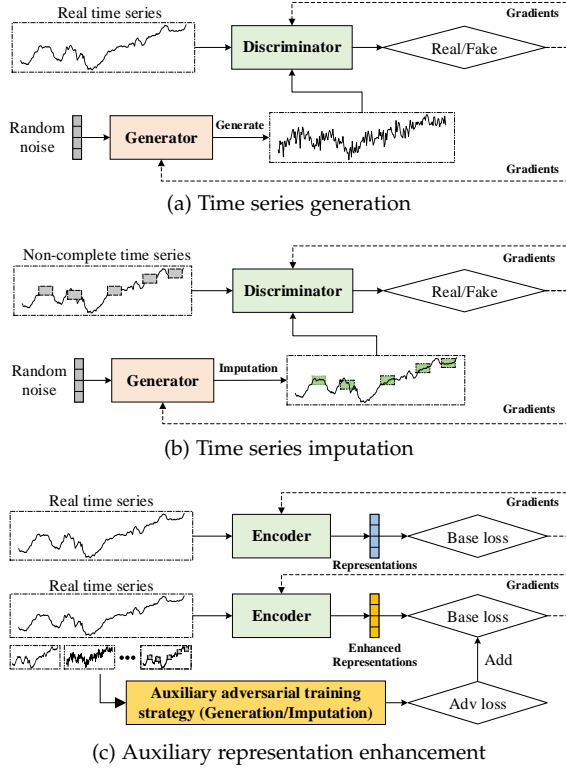 Real time series
Gradients
Discriminator
Real/Fake
Random
noise
Generator
Generate
Gradients
(a) Time series generation
Non-complete time series
Gradients
Discriminator
Real/Fake
Random
noise
Generator
Imputation
Gradients
(b) Time series imputation
Real time series
Gradients
Encoder
Base loss
Representations
Real time series
Gradients
Encoder
Base loss
Enhanced
Representations
Add
Auxiliary adversarial training
strategy (Generation/Imputation)
Adv loss
(c) Auxiliary representation enhancement